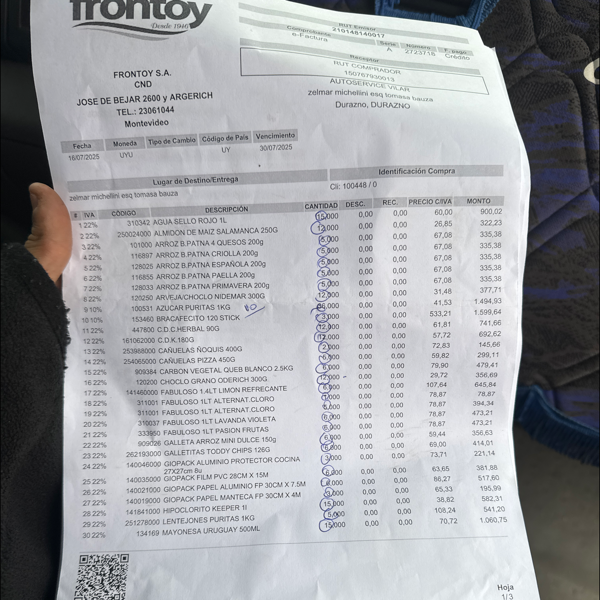 frontoy
Desde 1946
FRONTOY S.A.
CND
JOSE DE BEJAR 2600 y ARGERICH
TEL.: 23061044
Montevideo
RUT Emisor
210148140017
Comprobante Serie Número F. pago
e-Factura A 2723718 Crédito
Receptor
RUT COMPRADOR
150767930013
AUTOSERVICE VILAR
zelmar michelini esq tomasa bauza
Durazno, DURAZNO
Fecha Moneda Tipo de Cambio Código de País Vencimiento
16/07/2025 UYU UY 30/07/2025
Lugar de Destino/Entrega Identificación Compra
zelmar michelini esq tomasa bauza Cli: 100448 / 0
# IVA CÓDIGO DESCRIPCIÓN CANTIDAD DESC. REC. PRECIO C/IVA MONTO
1 22% 310342 AGUA SELLO ROJO 1L 15,000 0,00 0,00 60,00 900,02
2 22% 250024000 ALMIDON DE MAIZ SALAMANCA 250G 12,000 0,00 0,00 26,85 322,23
3 22% 101000 ARROZ B.PATNA 4 QUESOS 200g 5,000 0,00 0,00 67,08 335,38
4 22% 116897 ARROZ B.PATNA CRIOLLA 200g 5,000 0,00 0,00 67,08 335,38
5 22% 128025 ARROZ B.PATNA ESPAÑOLA 200g 5,000 0,00 0,00 67,08 335,38
6 22% 116855 ARROZ B.PATNA PAELLA 200g 5,000 0,00 0,00 67,08 335,38
7 22% 128033 ARROZ B.PATNA PRIMAVERA 200g 5,000 0,00 0,00 67,08 335,38
8 22% 120250 ARVEJA/CHOCLO NIDEMAR 300G 12,000 0,00 0,00 31,48 377,71
9 10% 100531 AZUCAR PURITAS 1KG 36,000 0,00 0,00 41,53 1.494,93
10 10% 153460 BRACAFECITO 120 STICK 3,000 0,00 0,00 533,21 1.599,64
11 22% 447800 C.D.C.HERBAL 90G 12,000 0,00 0,00 61,81 741,66
12 22% 161062000 C.D.K.180G 12,000 0,00 0,00 57,72 692,62
13 22% 253988000 CAÑUELAS ÑOQUIS 400G 2,000 0,00 0,00 72,83 145,66
14 22% 254065000 CAÑUELAS PIZZA 450G 5,000 0,00 0,00 59,82 299,11
15 22% 909384 CARBON VEGETAL QUEB BLANCO 2.5KG 6,000 0,00 0,00 79,90 479,41
16 22% 120200 CHOCLO GRANO ODERICH 300G 12,000 0,00 0,00 29,72 356,69
17 22% 141460000 FABULOSO 1.4LT LIMON REFRECANTE 6,000 0,00 0,00 107,64 645,84
18 22% 311001 FABULOSO 1LT ALTERNAT.CLORO 1,000 0,00 0,00 78,87 78,87
19 22% 311001 FABULOSO 1LT ALTERNAT.CLORO 5,000 0,00 0,00 78,87 394,34
20 22% 310037 FABULOSO 1LT LAVANDA VIOLETA 6,000 0,00 0,00 78,87 473,21
21 22% 333950 FABULOSO 1LT PASION FRUTAS 6,000 0,00 0,00 78,87 473,21
22 22% 909026 GALLETA ARROZ MINI DULCE 150g 6,000 0,00 0,00 59,44 356,63
23 22% 262193000 GALLETITAS TODDY CHIPS 126G 6,000 0,00 0,00 69,00 414,01
24 22% 140046000 GIOPACK ALUMINIO PROTECTOR COCINA 3,000 0,00 0,00 73,71 221,14
27X27cm 8u
25 22% 140035000 GIOPACK FILM PVC 28CM X 15M 6,000 0,00 0,00 63,65 381,88
26 22% 140021000 GIOPACK PAPEL ALUMINIO FP 30CM X 7.5M 6,000 0,00 0,00 86,27 517,60
27 22% 140019000 GIOPACK PAPEL MANTECA FP 30CM X 4M 3,000 0,00 0,00 65,33 195,99
28 22% 141641000 HIPOCLORITO KEEPER 1l 15,000 0,00 0,00 38,82 582,31
29 22% 251278000 LENTEJONES PURITAS 1KG 5,000 0,00 0,00 108,24 541,20
30 22% 134169 MAYONESA URUGUAY 500ML 15,000 0,00 0,00 70,72 1.060,75
Hoja
1/3